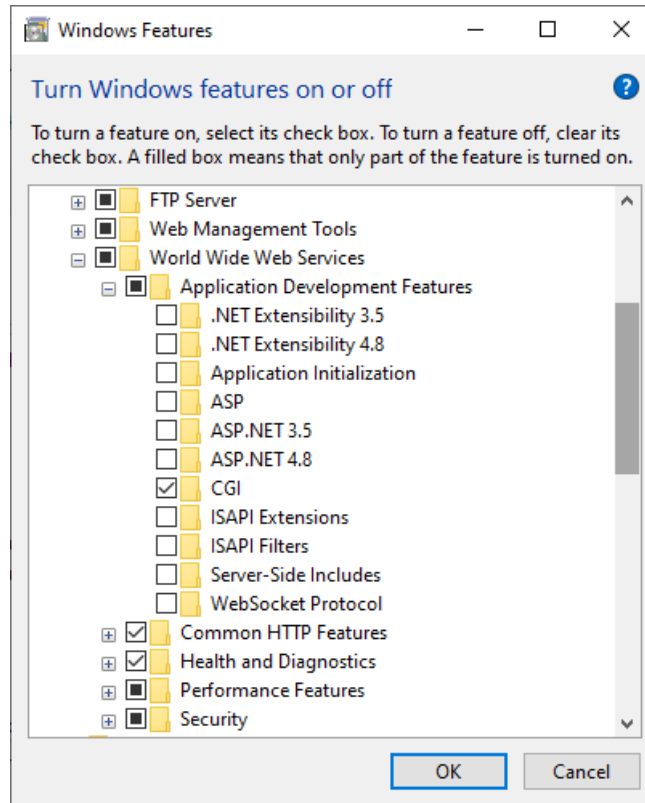 Windows Features
Turn Windows features on or off
To turn a feature on, select its check box. To turn a feature off, clear its
check box. A filled box means that only part of the feature is turned on.
FTP Server
Web Management Tools
World Wide Web Services
Application Development Features
.NET Extensibility 3.5
.NET Extensibility 4.8
Application Initialization
ASP
ASP.NET 3.5
ASP.NET 4.8
CGI
ISAPI Extensions
ISAPI Filters
Server-Side Includes
WebSocket Protocol
Common HTTP Features
Health and Diagnostics
Performance Features
Security
OK
Cancel